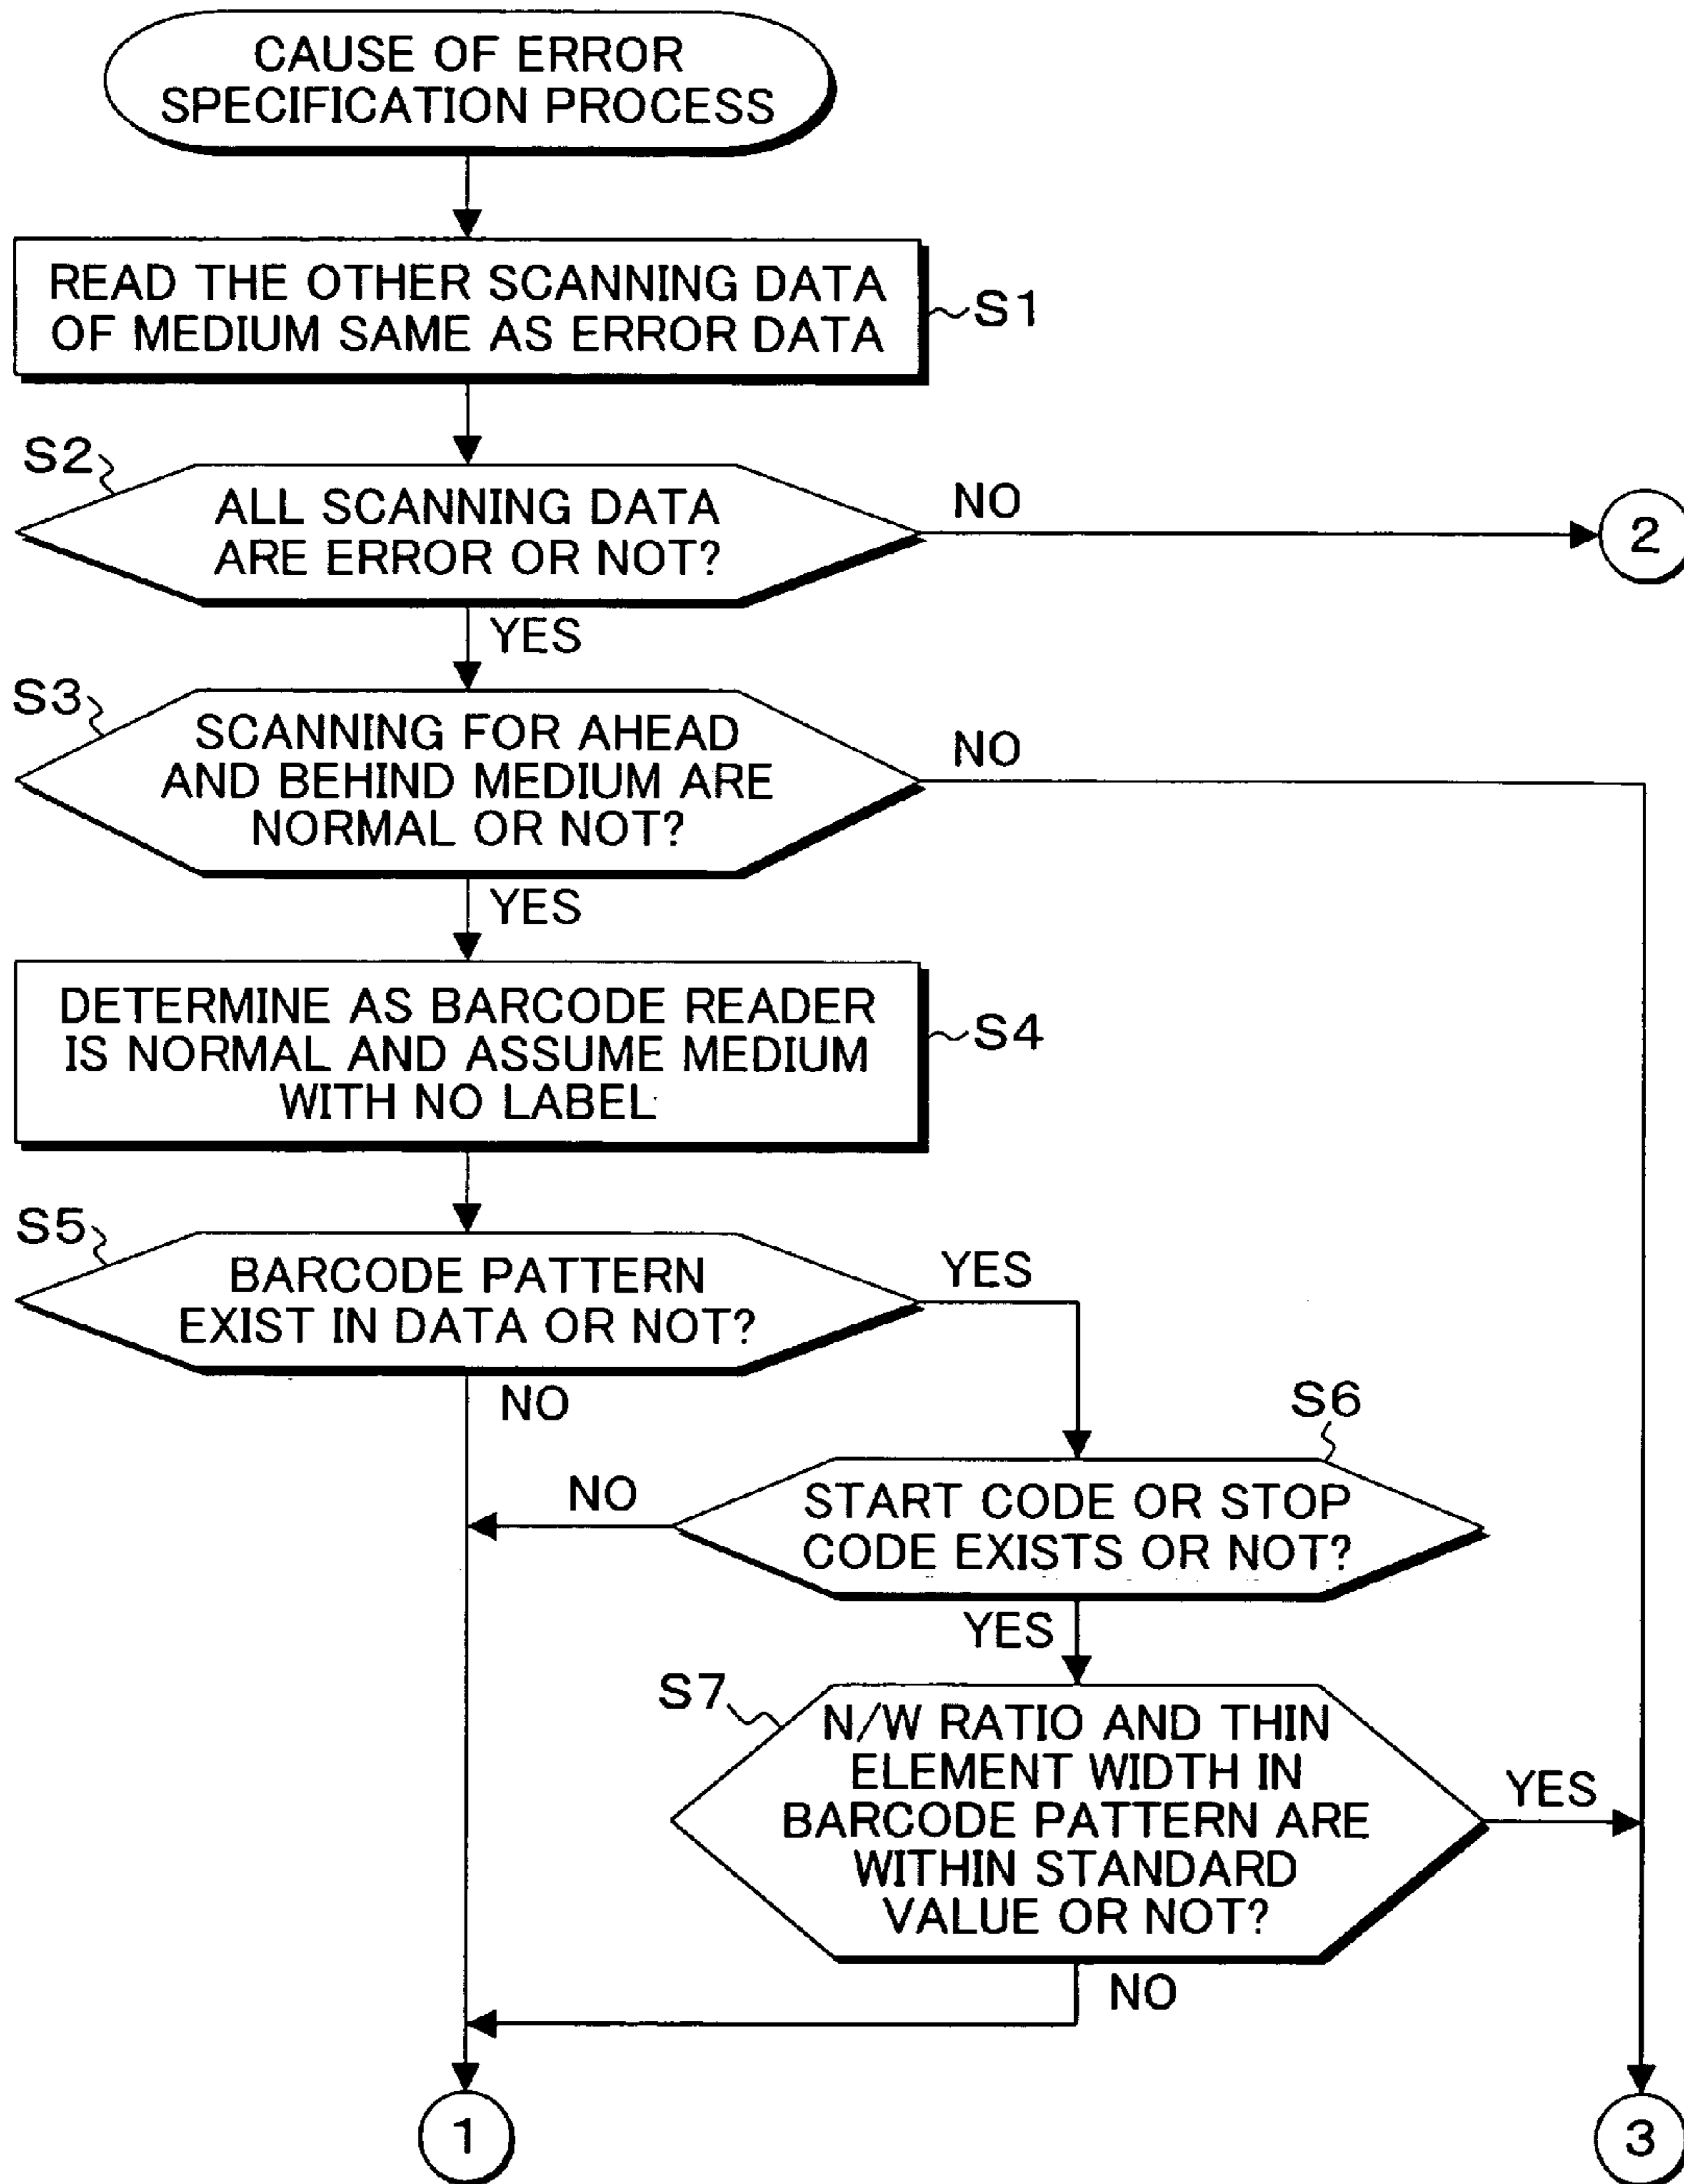 CAUSE OF ERROR
SPECIFICATION PROCESS
READ THE OTHER SCANNING DATA
OF MEDIUM SAME AS ERROR DATA
S1
S2
ALL SCANNING DATA
ARE ERROR OR NOT?
NO
2
YES
S3
SCANNING FOR AHEAD
AND BEHIND MEDIUM ARE
NORMAL OR NOT?
NO
YES
DETERMINE AS BARCODE READER
IS NORMAL AND ASSUME MEDIUM
WITH NO LABEL
S4
S5
BARCODE PATTERN
EXIST IN DATA OR NOT?
YES
NO
S6
START CODE OR STOP
CODE EXISTS OR NOT?
NO
YES
S7
N/W RATIO AND THIN
ELEMENT WIDTH IN
BARCODE PATTERN ARE
WITHIN STANDARD
VALUE OR NOT?
YES
NO
1
3